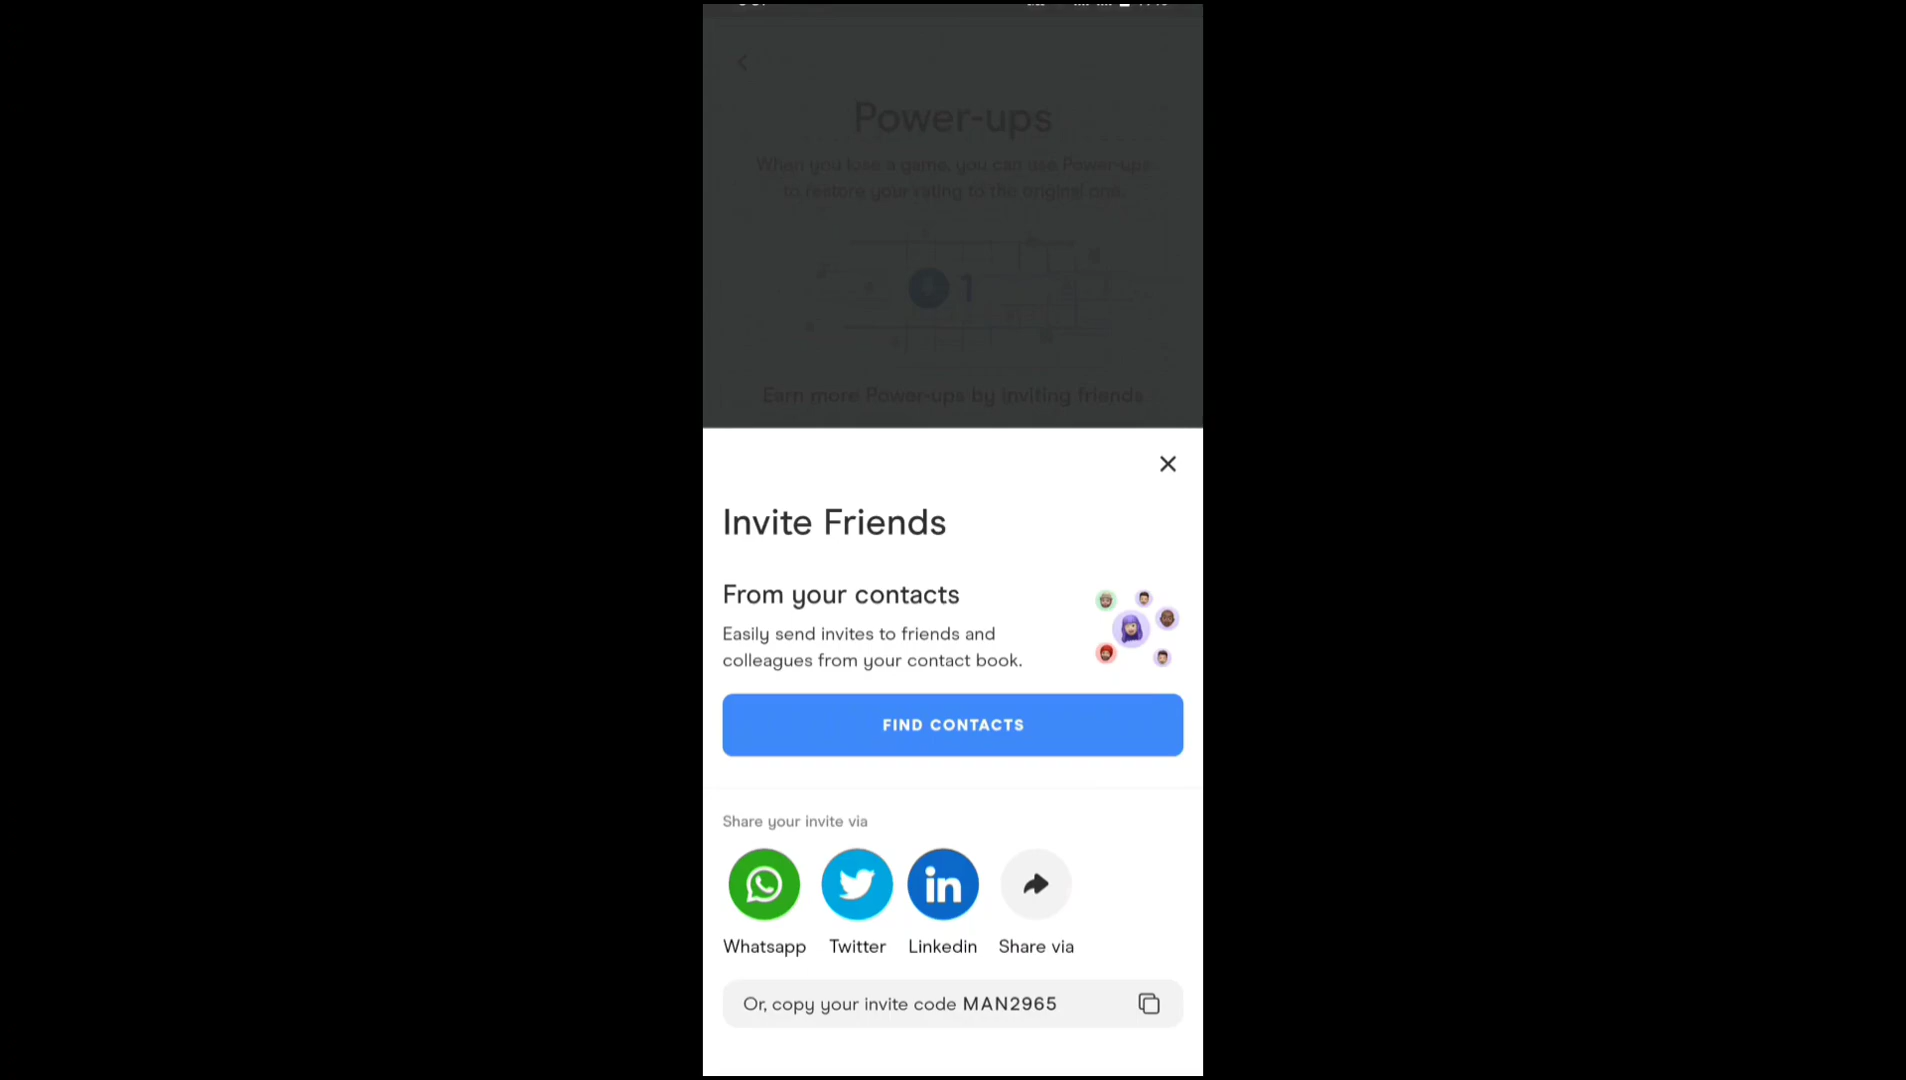 Power-ups
When you lose a game, you can use Power-ups
to restore your rating to the original one.
1
Earn more Power-ups by inviting friends
Invite Friends
From your contacts
Easily send invites to friends and
colleagues from your contact book.
FIND CONTACTS
Share your invite via
Whatsapp Twitter Linkedin Share via
Or, copy your invite code MAN2965